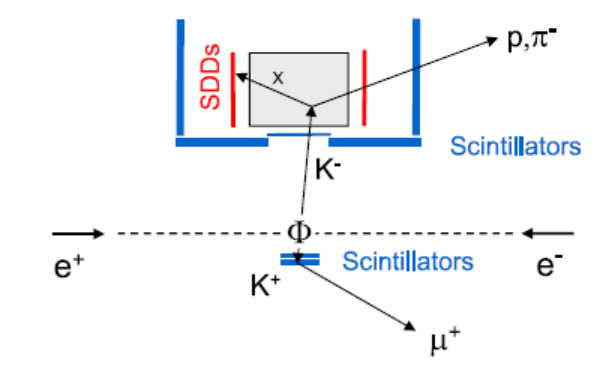 p,π⁻
SDDs
x
Scintillators
K⁻
Φ
e⁺
e⁻
Scintillators
K⁺
μ⁺